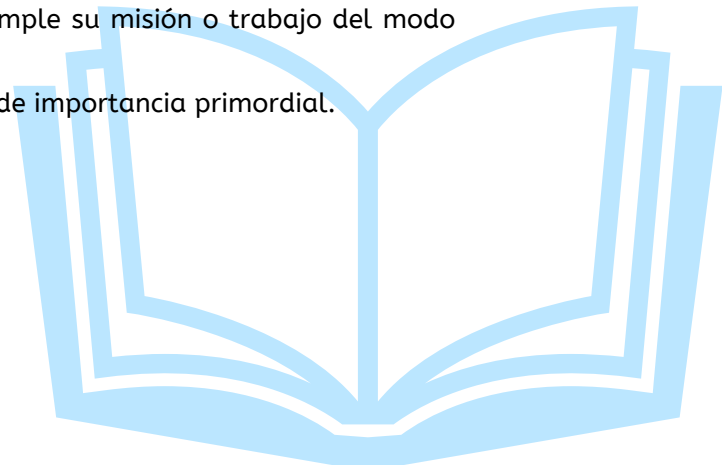 mple su misión o trabajo del modo
de importancia primordial.